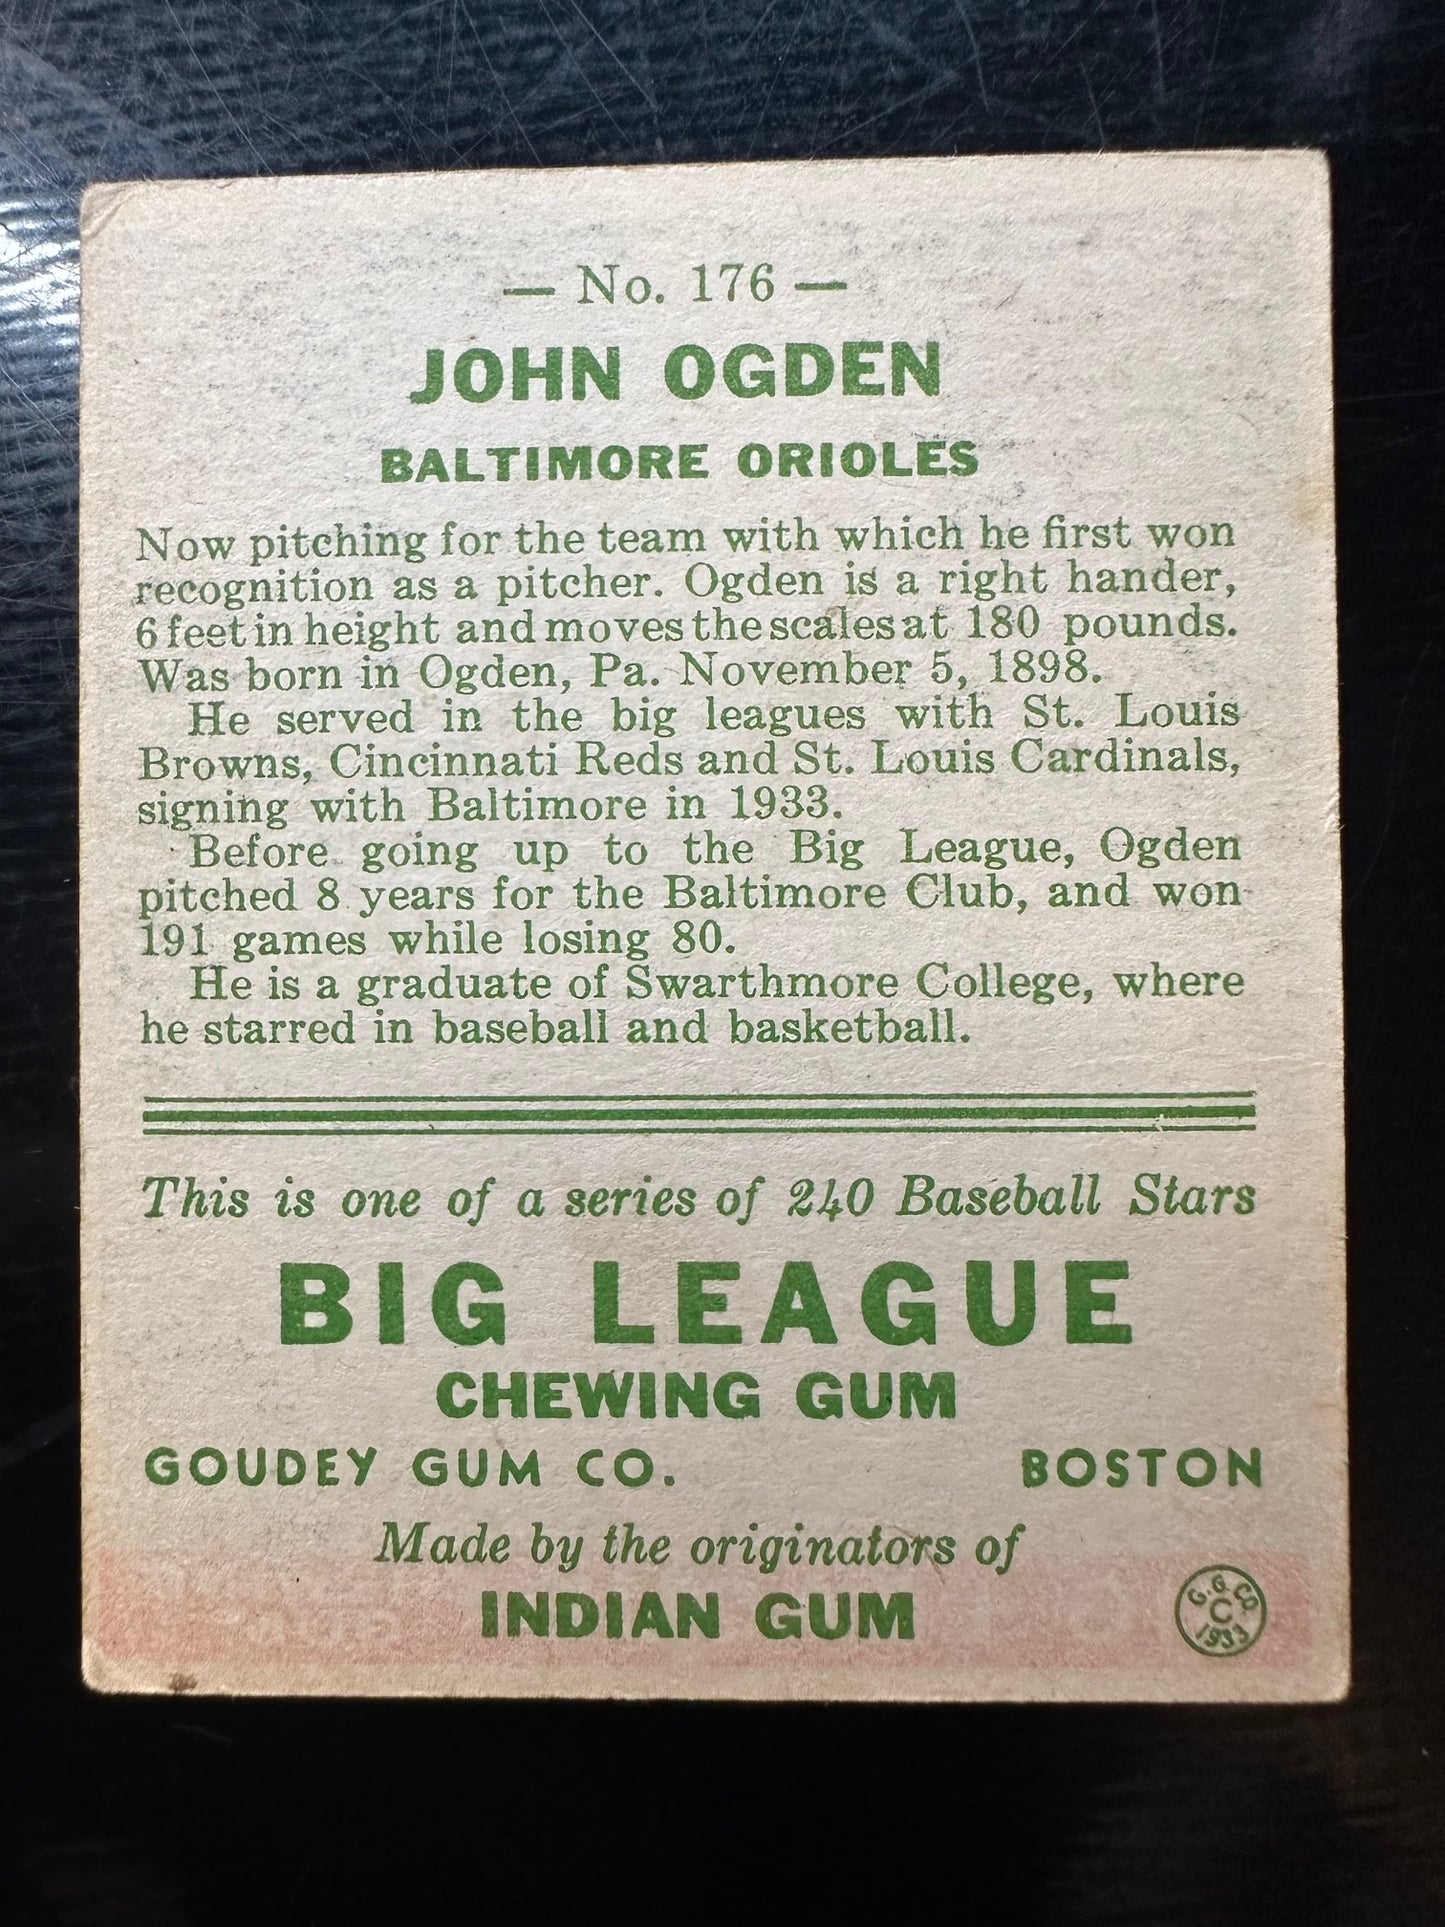 — No. 176 —
JOHN OGDEN
BALTIMORE ORIOLES
Now pitching for the team with which he first won
recognition as a pitcher. Ogden is a right hander,
6 feet in height and moves the scales at 180 pounds.
Was born in Ogden, Pa. November 5, 1898.
He served in the big leagues with St. Louis
Browns, Cincinnati Reds and St. Louis Cardinals,
signing with Baltimore in 1933.
Before going up to the Big League, Ogden
pitched 8 years for the Baltimore Club, and won
191 games while losing 80.
He is a graduate of Swarthmore College, where
he starred in baseball and basketball.
This is one of a series of 240 Baseball Stars
BIG LEAGUE
CHEWING GUM
GOUDEY GUM CO. BOSTON
Made by the originators of
INDIAN GUM
G. G. CO
C
1933